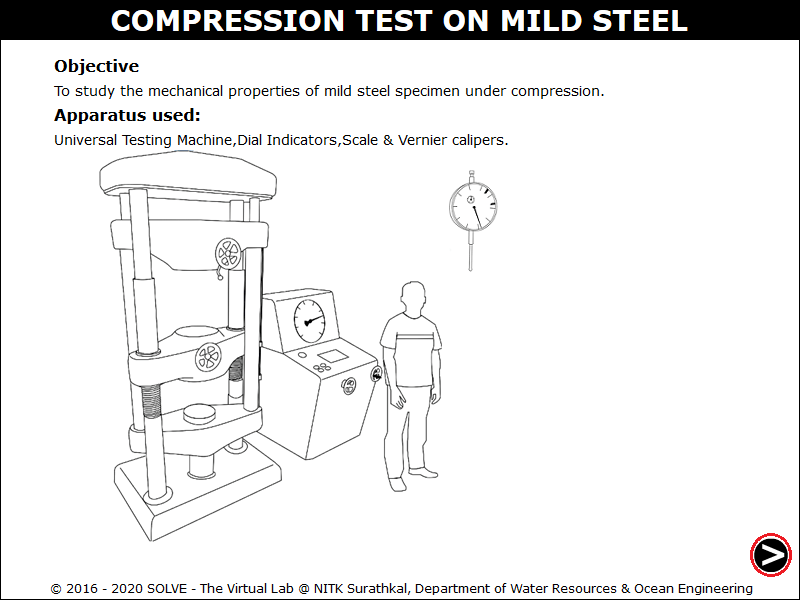 COMPRESSION TEST ON MILD STEEL
Objective
To study the mechanical properties of mild steel specimen under compression.
Apparatus used:
Universal Testing Machine,Dial Indicators,Scale & Vernier calipers.
© 2016 - 2020 SOLVE - The Virtual Lab @ NITK Surathkal, Department of Water Resources & Ocean Engineering